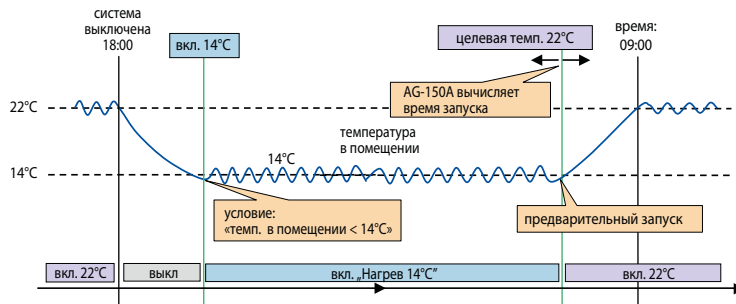 система
выключена
18:00
вкл. 14°C
целевая темп. 22°C
время:
09:00
AG-150A вычисляет
время запуска
22°C
температура
в помещении
14°C
14°C
условие:
«темп. в помещении < 14°C»
предварительный запуск
вкл. 22°C
выкл
вкл. „Нагрев 14°C"
вкл. 22°C